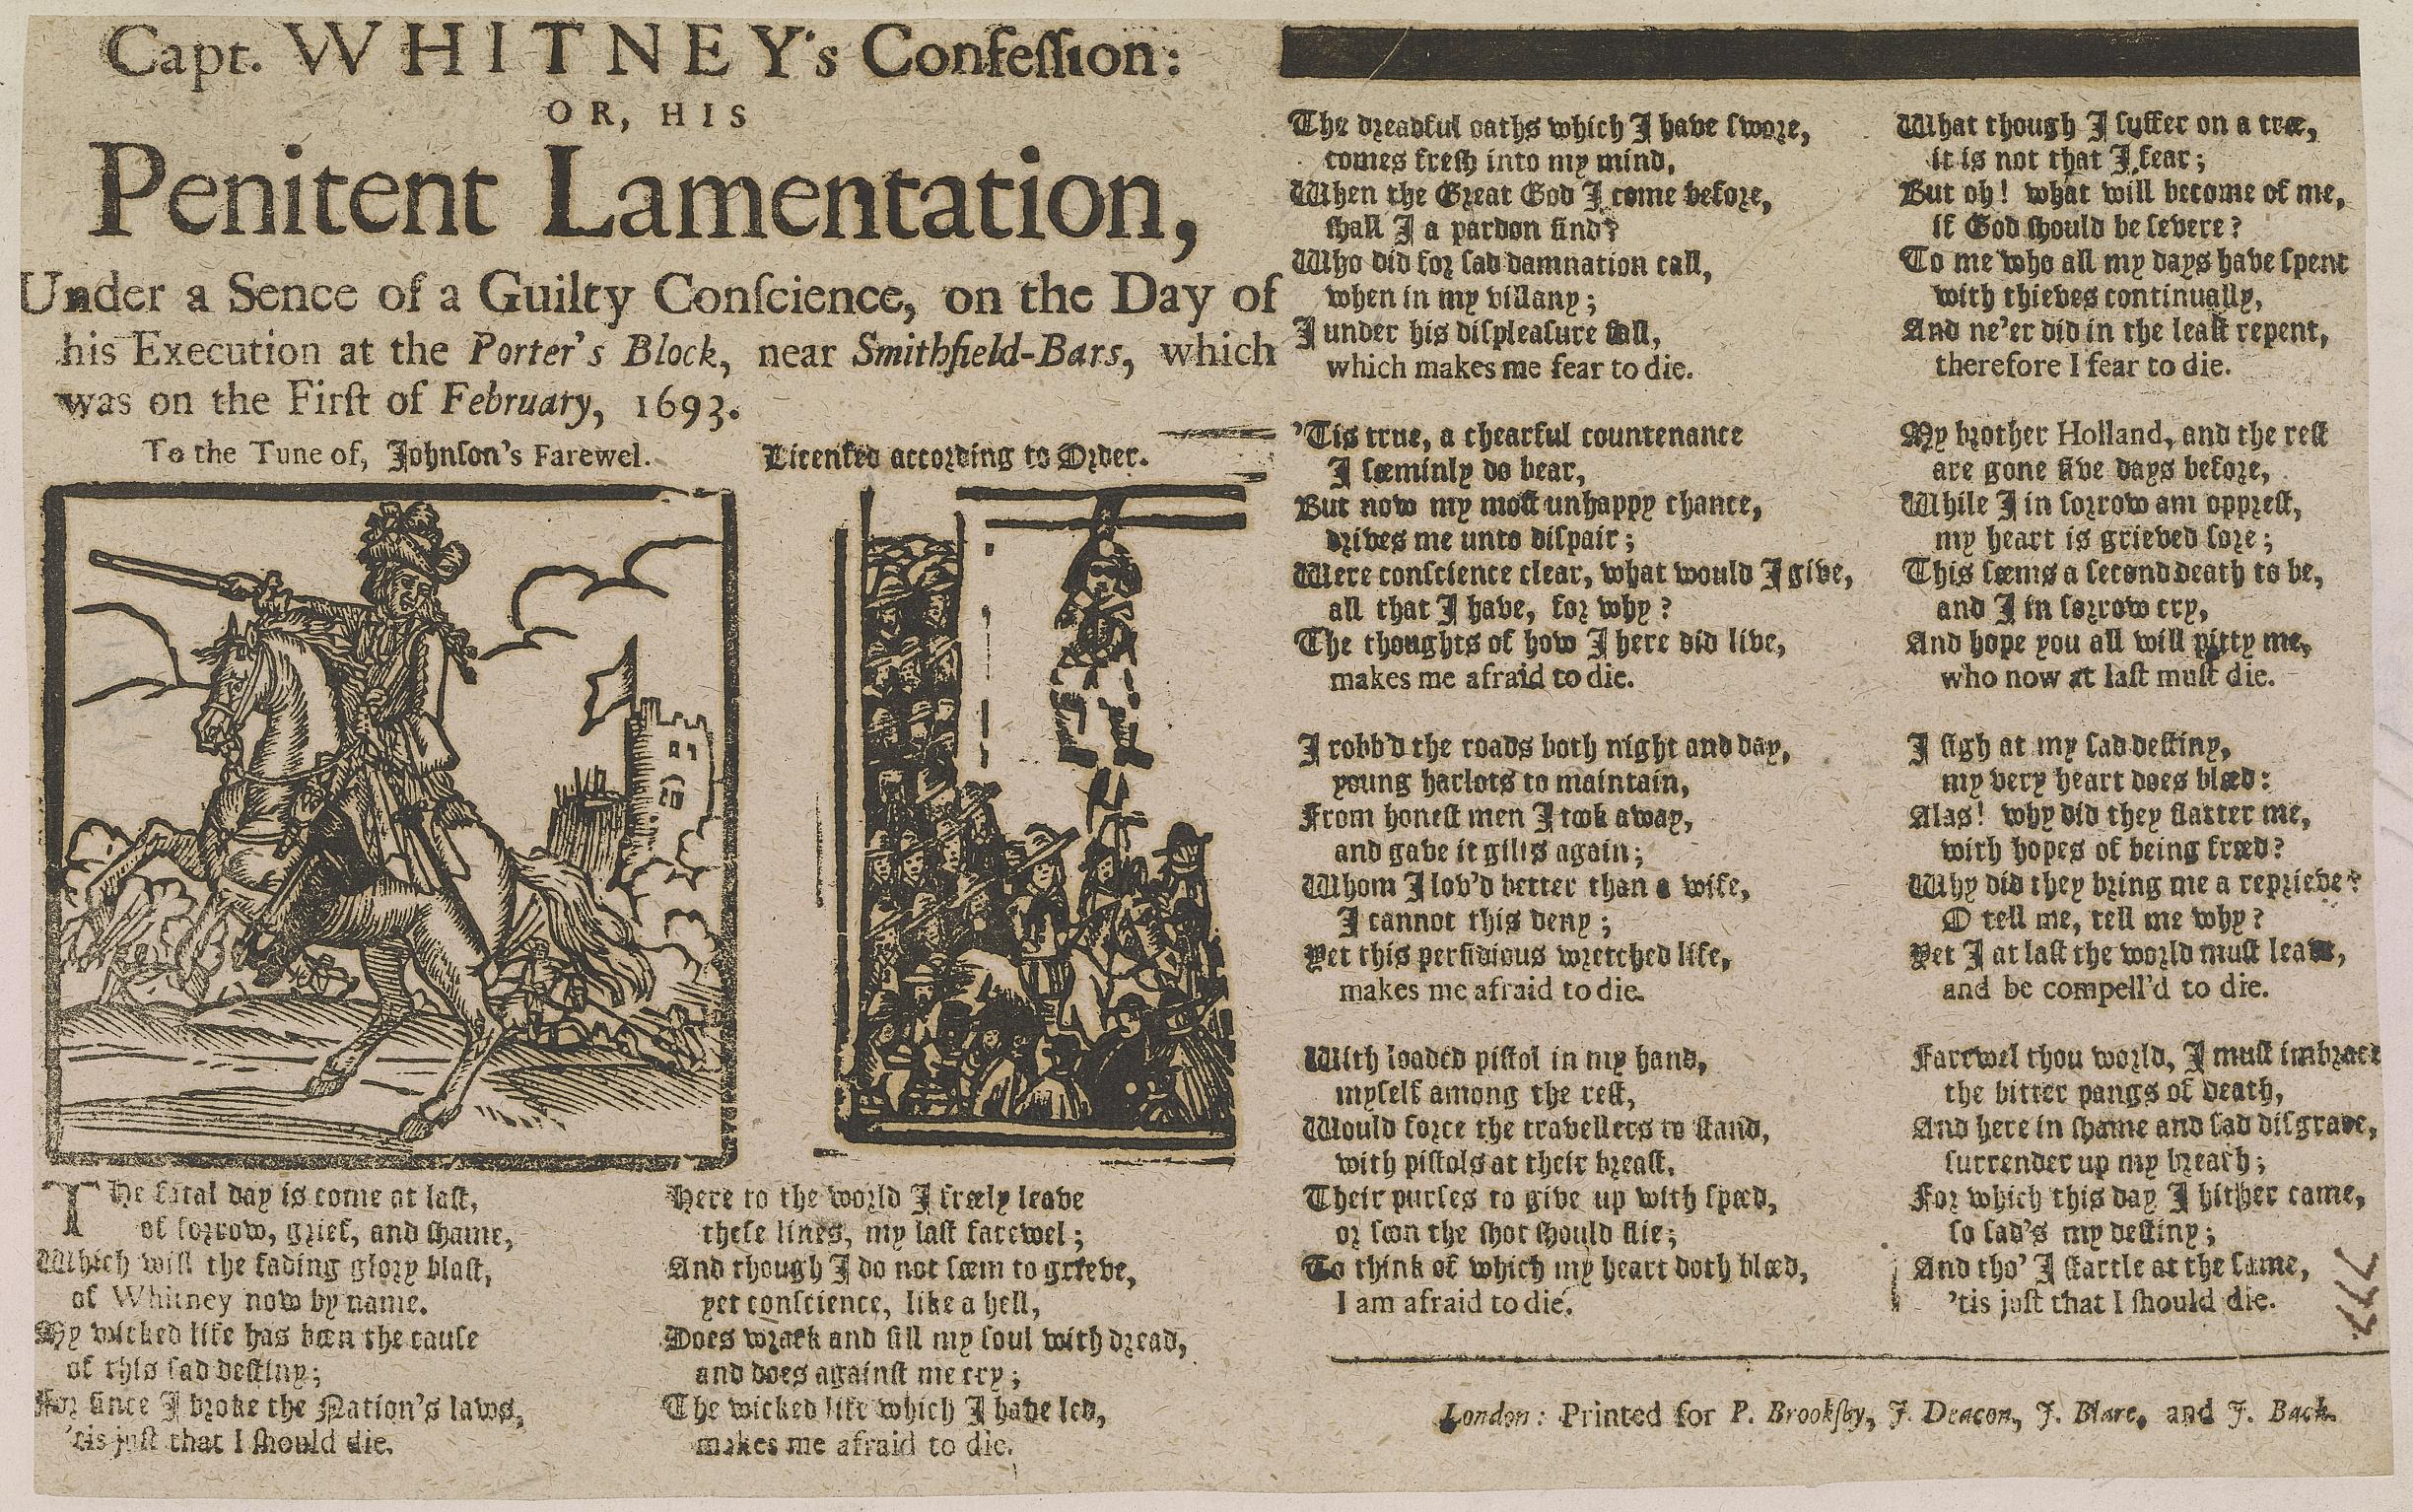 Capt. WHITNEY's Confeſſion:
OR, HIS
Penitent Lamentation,
Under a Sence of a Guilty Conſcience, on the Day of
his Execution at the Porter's Block, near Smithfield-Bars, which
was on the Firſt of February, 1693.
To the Tune of, Johnſon's Farewel. Licenſed according to Order.
THe fatal day is come at laſt,
of ſorrow, grief, and ſhame,
Which will the fading glory blaſt,
of Whitney now by name.
My wicked life has been the cauſe
of this ſad deſtiny;
For ſince I broke the Nation's laws,
'tis juſt that I ſhould die.
Here to the world I freely leave
theſe lines, my laſt farewel;
And though I do not ſeem to grieve,
yet conſcience, like a hell,
Does wrack and fill my ſoul with dread,
and does againſt me cry;
The wicked life which I have led,
makes me afraid to die.
The dreadful oaths which I have ſwore,
comes freſh into my mind,
When the Great God I come before,
ſhall I a pardon find?
Who did for ſad damnation call,
when in my villany;
I under his diſpleaſure fall,
which makes me fear to die.
'Tis true, a chearful countenance
I ſeeminly do bear,
But now my moſt unhappy chance,
drives me unto diſpair;
Were conſcience clear, what would I give,
all that I have, for why?
The thoughts of how I here did live,
makes me afraid to die.
I robb'd the roads both night and day,
young harlots to maintain,
From honeſt men I took away,
and gave it gilts again;
Whom I lov'd better than a wife,
I cannot this deny;
Yet this perfidious wretched life,
makes me afraid to die.
With loaded piſtol in my hand,
myſelf among the reſt,
Would force the travellers to ſtand,
with piſtols at their breaſt,
Their purſes to give up with ſpeed,
or ſoon the ſhot ſhould flie;
To think of which my heart doth bleed,
I am afraid to die.
What though I ſuffer on a tree,
it is not that I fear;
But oh! what will become of me,
if God ſhould be ſevere?
To me who all my days have ſpent
with thieves continually,
And ne'er did in the leaſt repent,
therefore I fear to die.
My brother Holland, and the reſt
are gone five days before,
While I in ſorrow am oppreſt,
my heart is grieved ſore;
This ſeems a ſecond death to be,
and I in ſorrow cry,
And hope you all will pitty me,
who now at laſt muſt die.
I ſigh at my ſad deſtiny,
my very heart does bleed:
Alas! why did they flatter me,
with hopes of being freed?
Why did they bring me a reprieve?
O tell me, tell me why?
Yet I at laſt the world muſt leave,
and be compell'd to die.
Farewel thou world, I muſt imbrace
the bitter pangs of death,
And here in ſhame and ſad diſgrace,
ſurrender up my breath;
For which this day I hither came,
ſo ſad's my deſtiny;
And tho' I ſtartle at the ſame,
'tis juſt that I ſhould die.
London: Printed for P. Brookſby, J. Deacon, J. Blare, and J. Back.